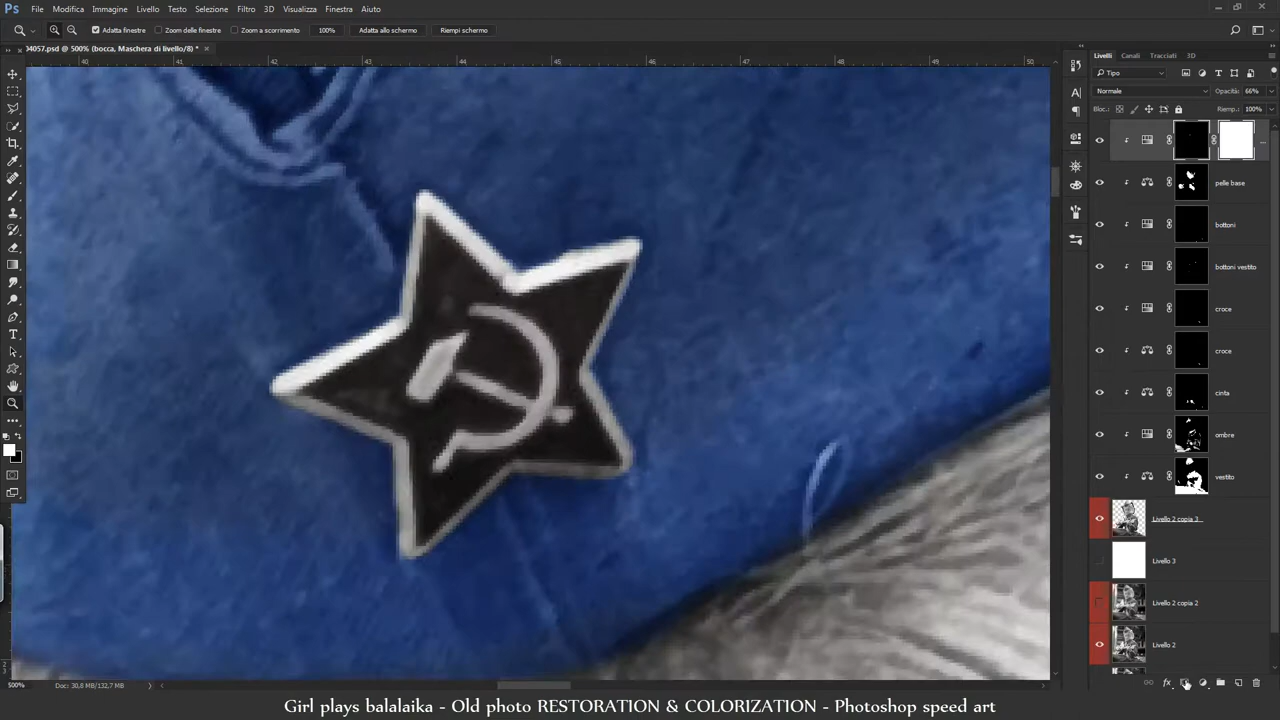 Ps File Modifica Immagine Livello Testo Selezione Filtro 3D Visualizza Finestra Aiuto
Adatta finestre Zoom delle finestre Zoom a scorrimento 100% Adatta allo schermo Riempi schermo
04057.psd @ 500% (bocca, Maschera di livello/8) * ×
40 41 42 43 44 45 46 47 48 49 50
Livelli Canali Tracciati 3D
Tipo
Normale Opacità: 66%
Bloc.: Riemp.: 100%
pelle base
bottoni
bottoni vestito
croce
croce
cinta
ombre
vestito
Livello 2 copia 3
Livello 3
Livello 2 copia 2
Livello 2
500% Doc: 30,8 MB/132,7 MB
Girl plays balalaika - Old photo RESTORATION & COLORIZATION - Photoshop speed art